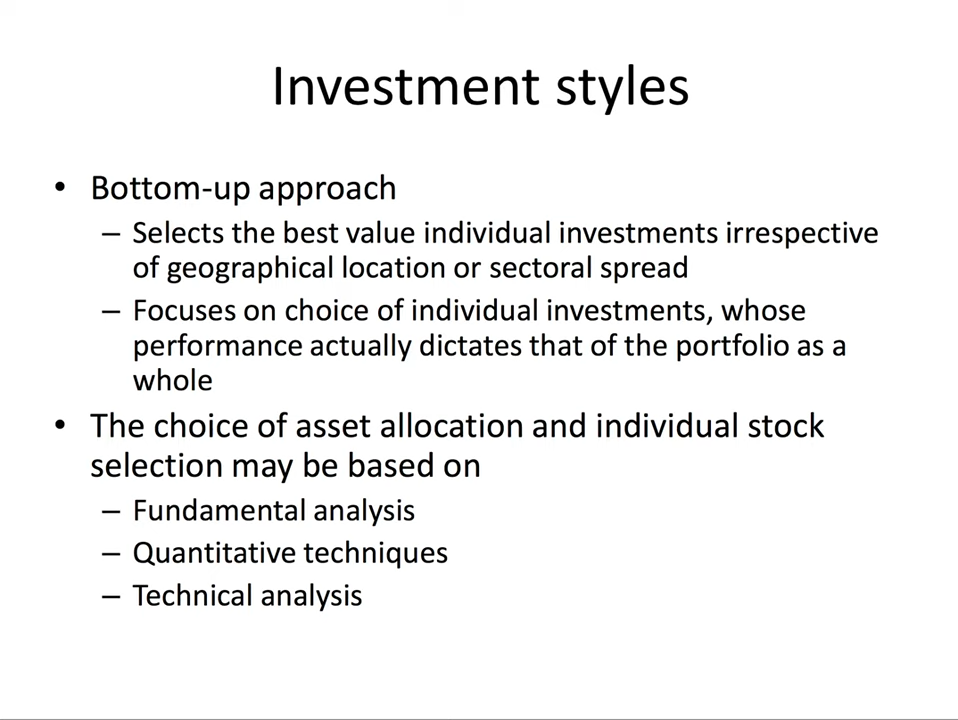 Investment styles
• Bottom-up approach
– Selects the best value individual investments irrespective
of geographical location or sectoral spread
– Focuses on choice of individual investments, whose
performance actually dictates that of the portfolio as a
whole
• The choice of asset allocation and individual stock
selection may be based on
– Fundamental analysis
– Quantitative techniques
– Technical analysis